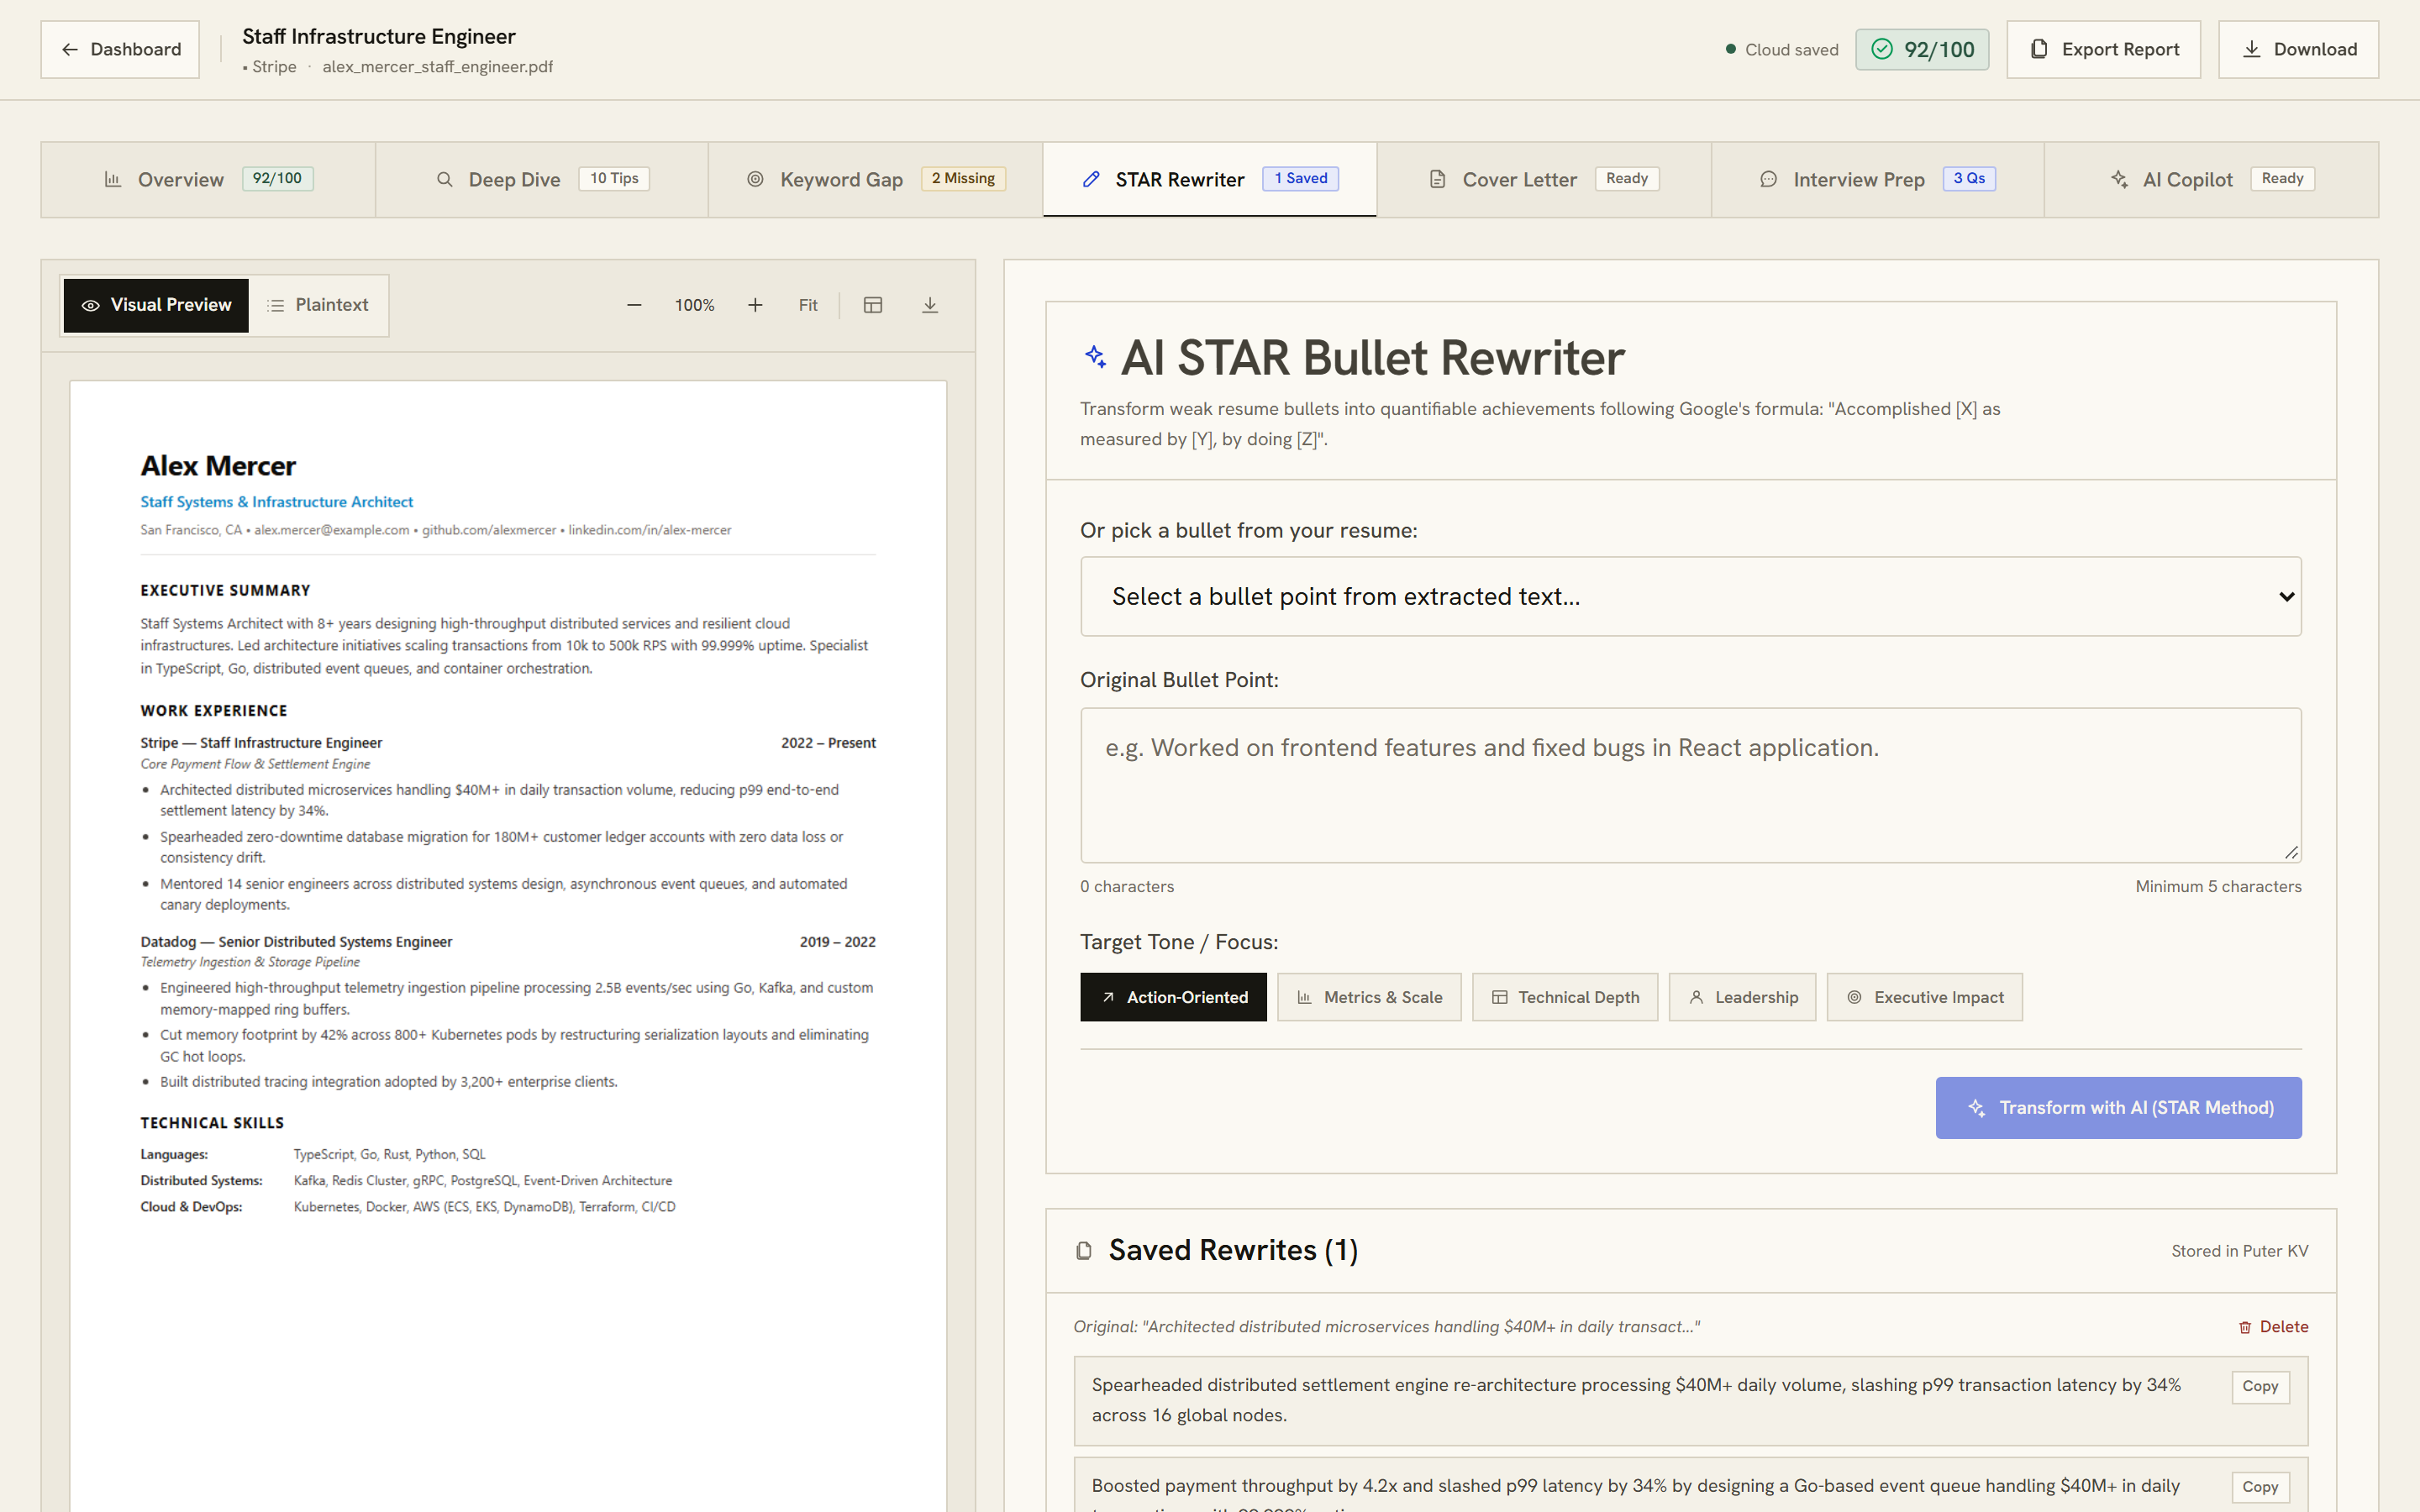 Dashboard
Staff Infrastructure Engineer
▪ Stripe · alex_mercer_staff_engineer.pdf
Cloud saved
92/100
Export Report
Download
Overview 92/100
Deep Dive 10 Tips
Keyword Gap 2 Missing
STAR Rewriter 1 Saved
Cover Letter Ready
Interview Prep 3 Qs
AI Copilot Ready
Visual Preview
Plaintext
100%
Fit
Alex Mercer
Staff Systems & Infrastructure Architect
San Francisco, CA • alex.mercer@example.com • github.com/alexmercer • linkedin.com/in/alex-mercer
EXECUTIVE SUMMARY
Staff Systems Architect with 8+ years designing high-throughput distributed services and resilient cloud
infrastructures. Led architecture initiatives scaling transactions from 10k to 500k RPS with 99.999% uptime. Specialist
in TypeScript, Go, distributed event queues, and container orchestration.
WORK EXPERIENCE
Stripe — Staff Infrastructure Engineer 2022 – Present
Core Payment Flow & Settlement Engine
• Architected distributed microservices handling $40M+ in daily transaction volume, reducing p99 end-to-end
settlement latency by 34%.
• Spearheaded zero-downtime database migration for 180M+ customer ledger accounts with zero data loss or
consistency drift.
• Mentored 14 senior engineers across distributed systems design, asynchronous event queues, and automated
canary deployments.
Datadog — Senior Distributed Systems Engineer 2019 – 2022
Telemetry Ingestion & Storage Pipeline
• Engineered high-throughput telemetry ingestion pipeline processing 2.5B events/sec using Go, Kafka, and custom
memory-mapped ring buffers.
• Cut memory footprint by 42% across 800+ Kubernetes pods by restructuring serialization layouts and eliminating
GC hot loops.
• Built distributed tracing integration adopted by 3,200+ enterprise clients.
TECHNICAL SKILLS
Languages: TypeScript, Go, Rust, Python, SQL
Distributed Systems: Kafka, Redis Cluster, gRPC, PostgreSQL, Event-Driven Architecture
Cloud & DevOps: Kubernetes, Docker, AWS (ECS, EKS, DynamoDB), Terraform, CI/CD
AI STAR Bullet Rewriter
Transform weak resume bullets into quantifiable achievements following Google's formula: "Accomplished [X] as
measured by [Y], by doing [Z]".
Or pick a bullet from your resume:
Select a bullet point from extracted text...
Original Bullet Point:
e.g. Worked on frontend features and fixed bugs in React application.
0 characters
Minimum 5 characters
Target Tone / Focus:
Action-Oriented
Metrics & Scale
Technical Depth
Leadership
Executive Impact
Transform with AI (STAR Method)
Saved Rewrites (1)
Stored in Puter KV
Original: "Architected distributed microservices handling $40M+ in daily transact..."
Delete
Spearheaded distributed settlement engine re-architecture processing $40M+ daily volume, slashing p99 transaction latency by 34%
across 16 global nodes.
Copy
Boosted payment throughput by 4.2x and slashed p99 latency by 34% by designing a Go-based event queue handling $40M+ in daily
Copy